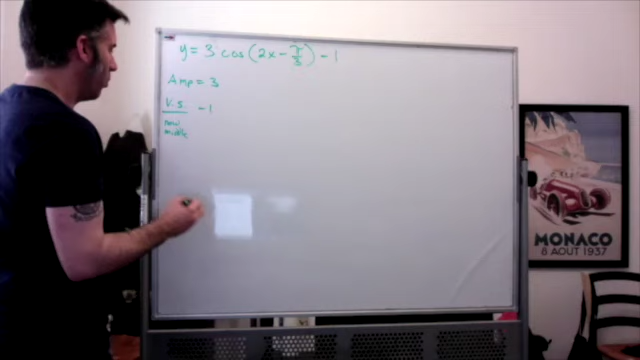 y = 3 cos(2x - π/3) - 1
Amp = 3
V.S. -1
new
middle
MONACO
8 AOUT 1937